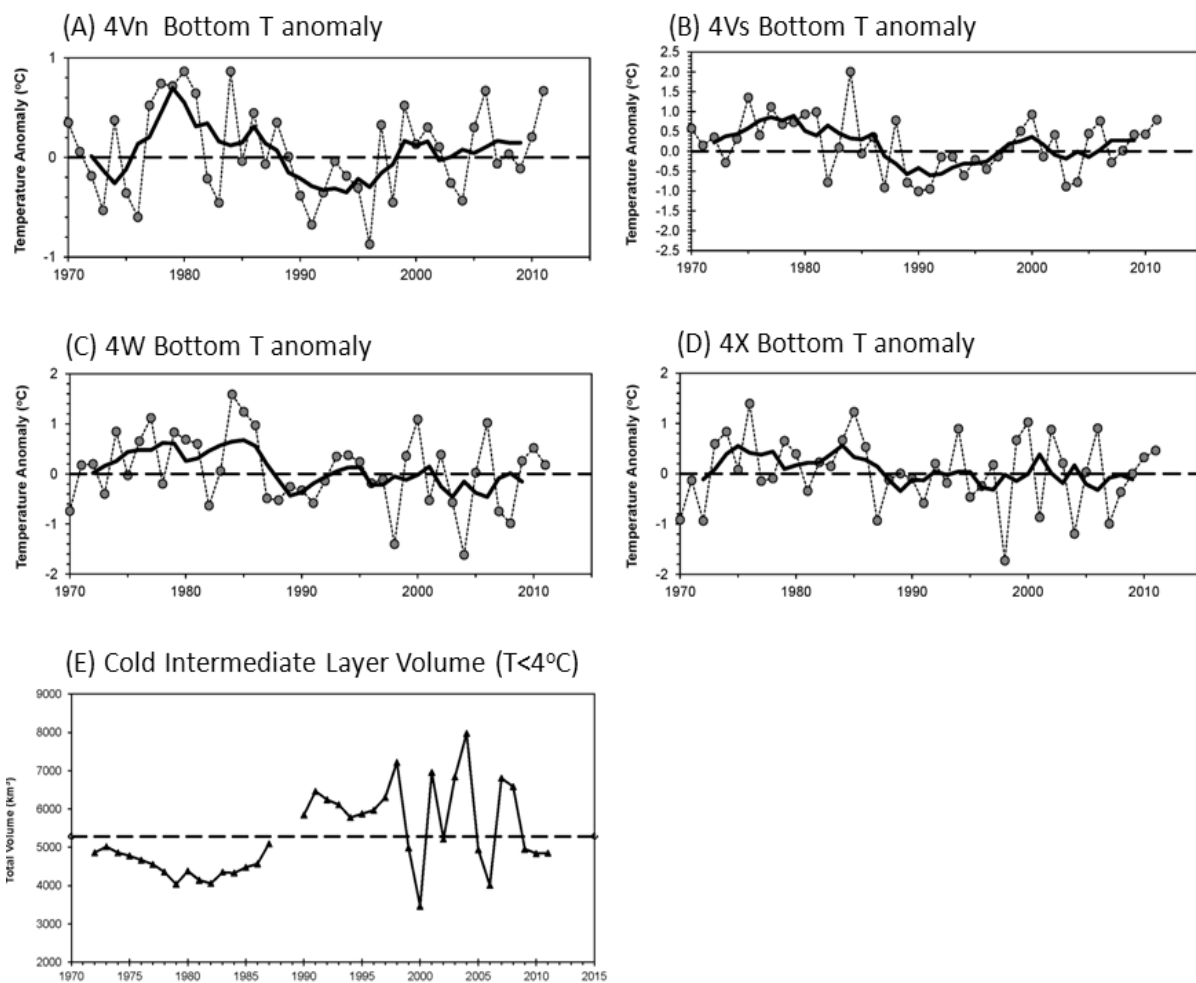 (A) 4Vn Bottom T anomaly
Temperature Anomaly (°C)
1
0
-1
1970 1980 1990 2000 2010
(B) 4Vs Bottom T anomaly
Temperature Anomaly (°C)
2.5
2.0
1.5
1.0
0.5
0.0
-0.5
-1.0
-1.5
-2.0
-2.5
1970 1980 1990 2000 2010
(C) 4W Bottom T anomaly
Temperature Anomaly (°C)
2
1
0
-1
-2
1970 1980 1990 2000 2010
(D) 4X Bottom T anomaly
Temperature Anomaly (°C)
2
1
0
-1
-2
1970 1980 1990 2000 2010
(E) Cold Intermediate Layer Volume (T<4°C)
Total Volume (km³)
9000
8000
7000
6000
5000
4000
3000
2000
1970 1975 1980 1985 1990 1995 2000 2005 2010 2015